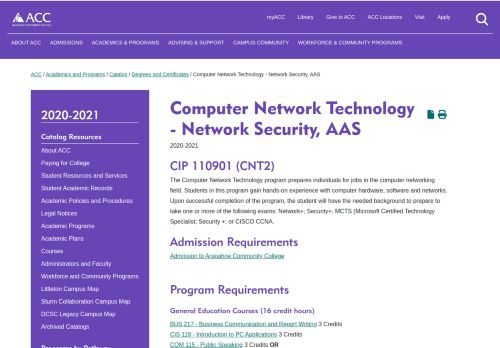 myACC Library Give to ACC ACC Locations Visit Apply
ACC
ABOUT ACC ADMISSIONS ACADEMICS & PROGRAMS ADVISING & SUPPORT CAMPUS COMMUNITY WORKFORCE & COMMUNITY PROGRAMS
ACC / Academics and Programs / Catalog / Degrees and Certificates / Computer Network Technology - Network Security, AAS
2020-2021
Catalog Resources
About ACC
Paying for College
Student Resources and Services
Student Academic Records
Academic Policies and Procedures
Legal Notices
Academic Programs
Academic Plans
Courses
Administrators and Faculty
Workforce and Community Programs
Littleton Campus Map
Sturm Collaboration Campus Map
DCSC Legacy Campus Map
Archived Catalogs
Programs by Pathway
Computer Network Technology
- Network Security, AAS
2020-2021
CIP 110901 (CNT2)
The Computer Network Technology program prepares individuals for jobs in the computer networking
field. Students in this program gain hands-on experience with computer hardware, software and networks.
Upon successful completion of the program, the student will have the needed background to prepare to
take one or more of the following exams: Network+; Security+; MCTS (Microsoft Certified Technology
Specialist; Security +; or CISCO CCNA.
Admission Requirements
Admission to Arapahoe Community College
Program Requirements
General Education Courses (16 credit hours)
BUS 217 - Business Communication and Report Writing 3 Credits
CIS 118 - Introduction to PC Applications 3 Credits
COM 115 - Public Speaking 3 Credits OR